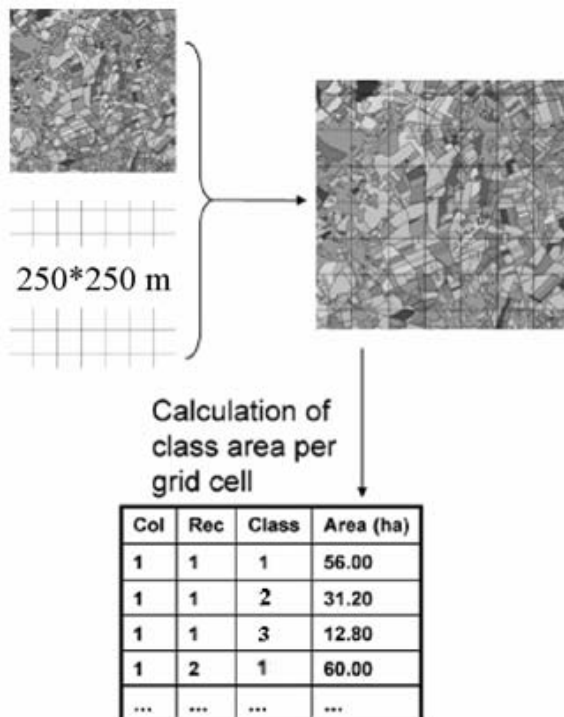 250*250 m
Calculation of
class area per
grid cell
Col Rec Class Area (ha)
1 1 1 56.00
1 1 2 31.20
1 1 3 12.80
1 2 1 60.00
... ... ... ...